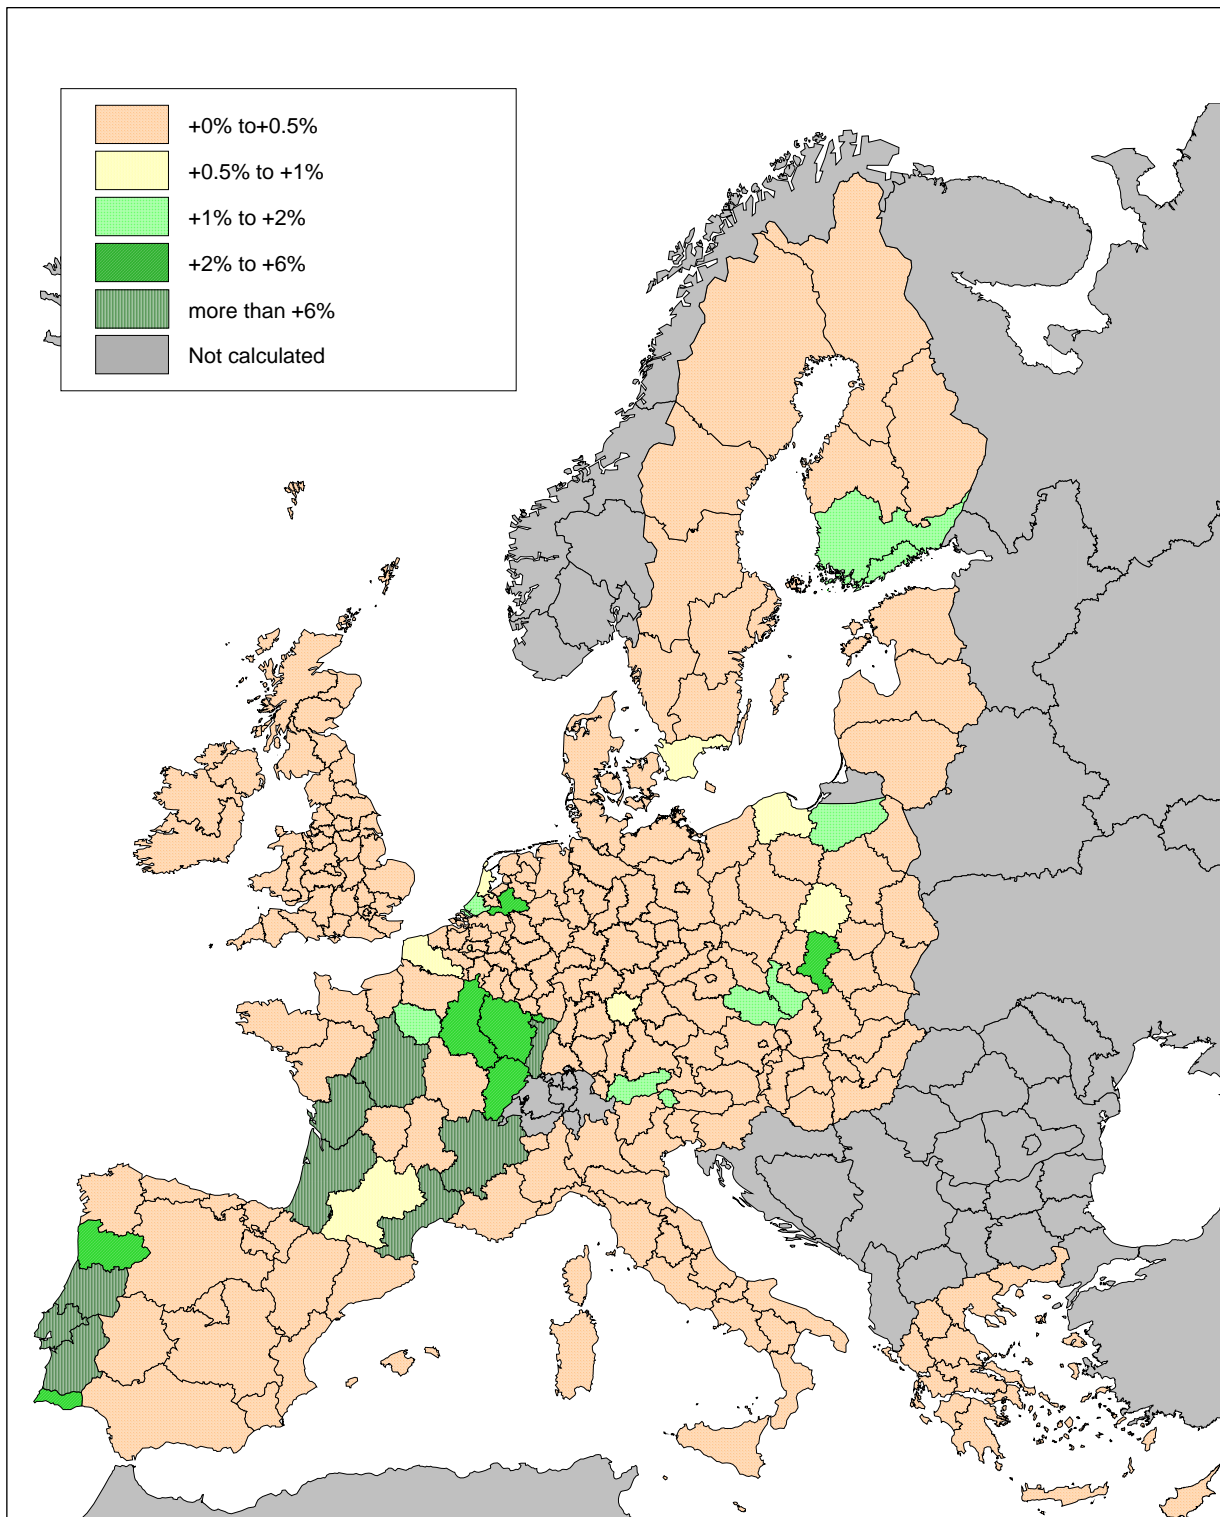 +0% to+0.5%
+0.5% to +1%
+1% to +2%
+2% to +6%
more than +6%
Not calculated